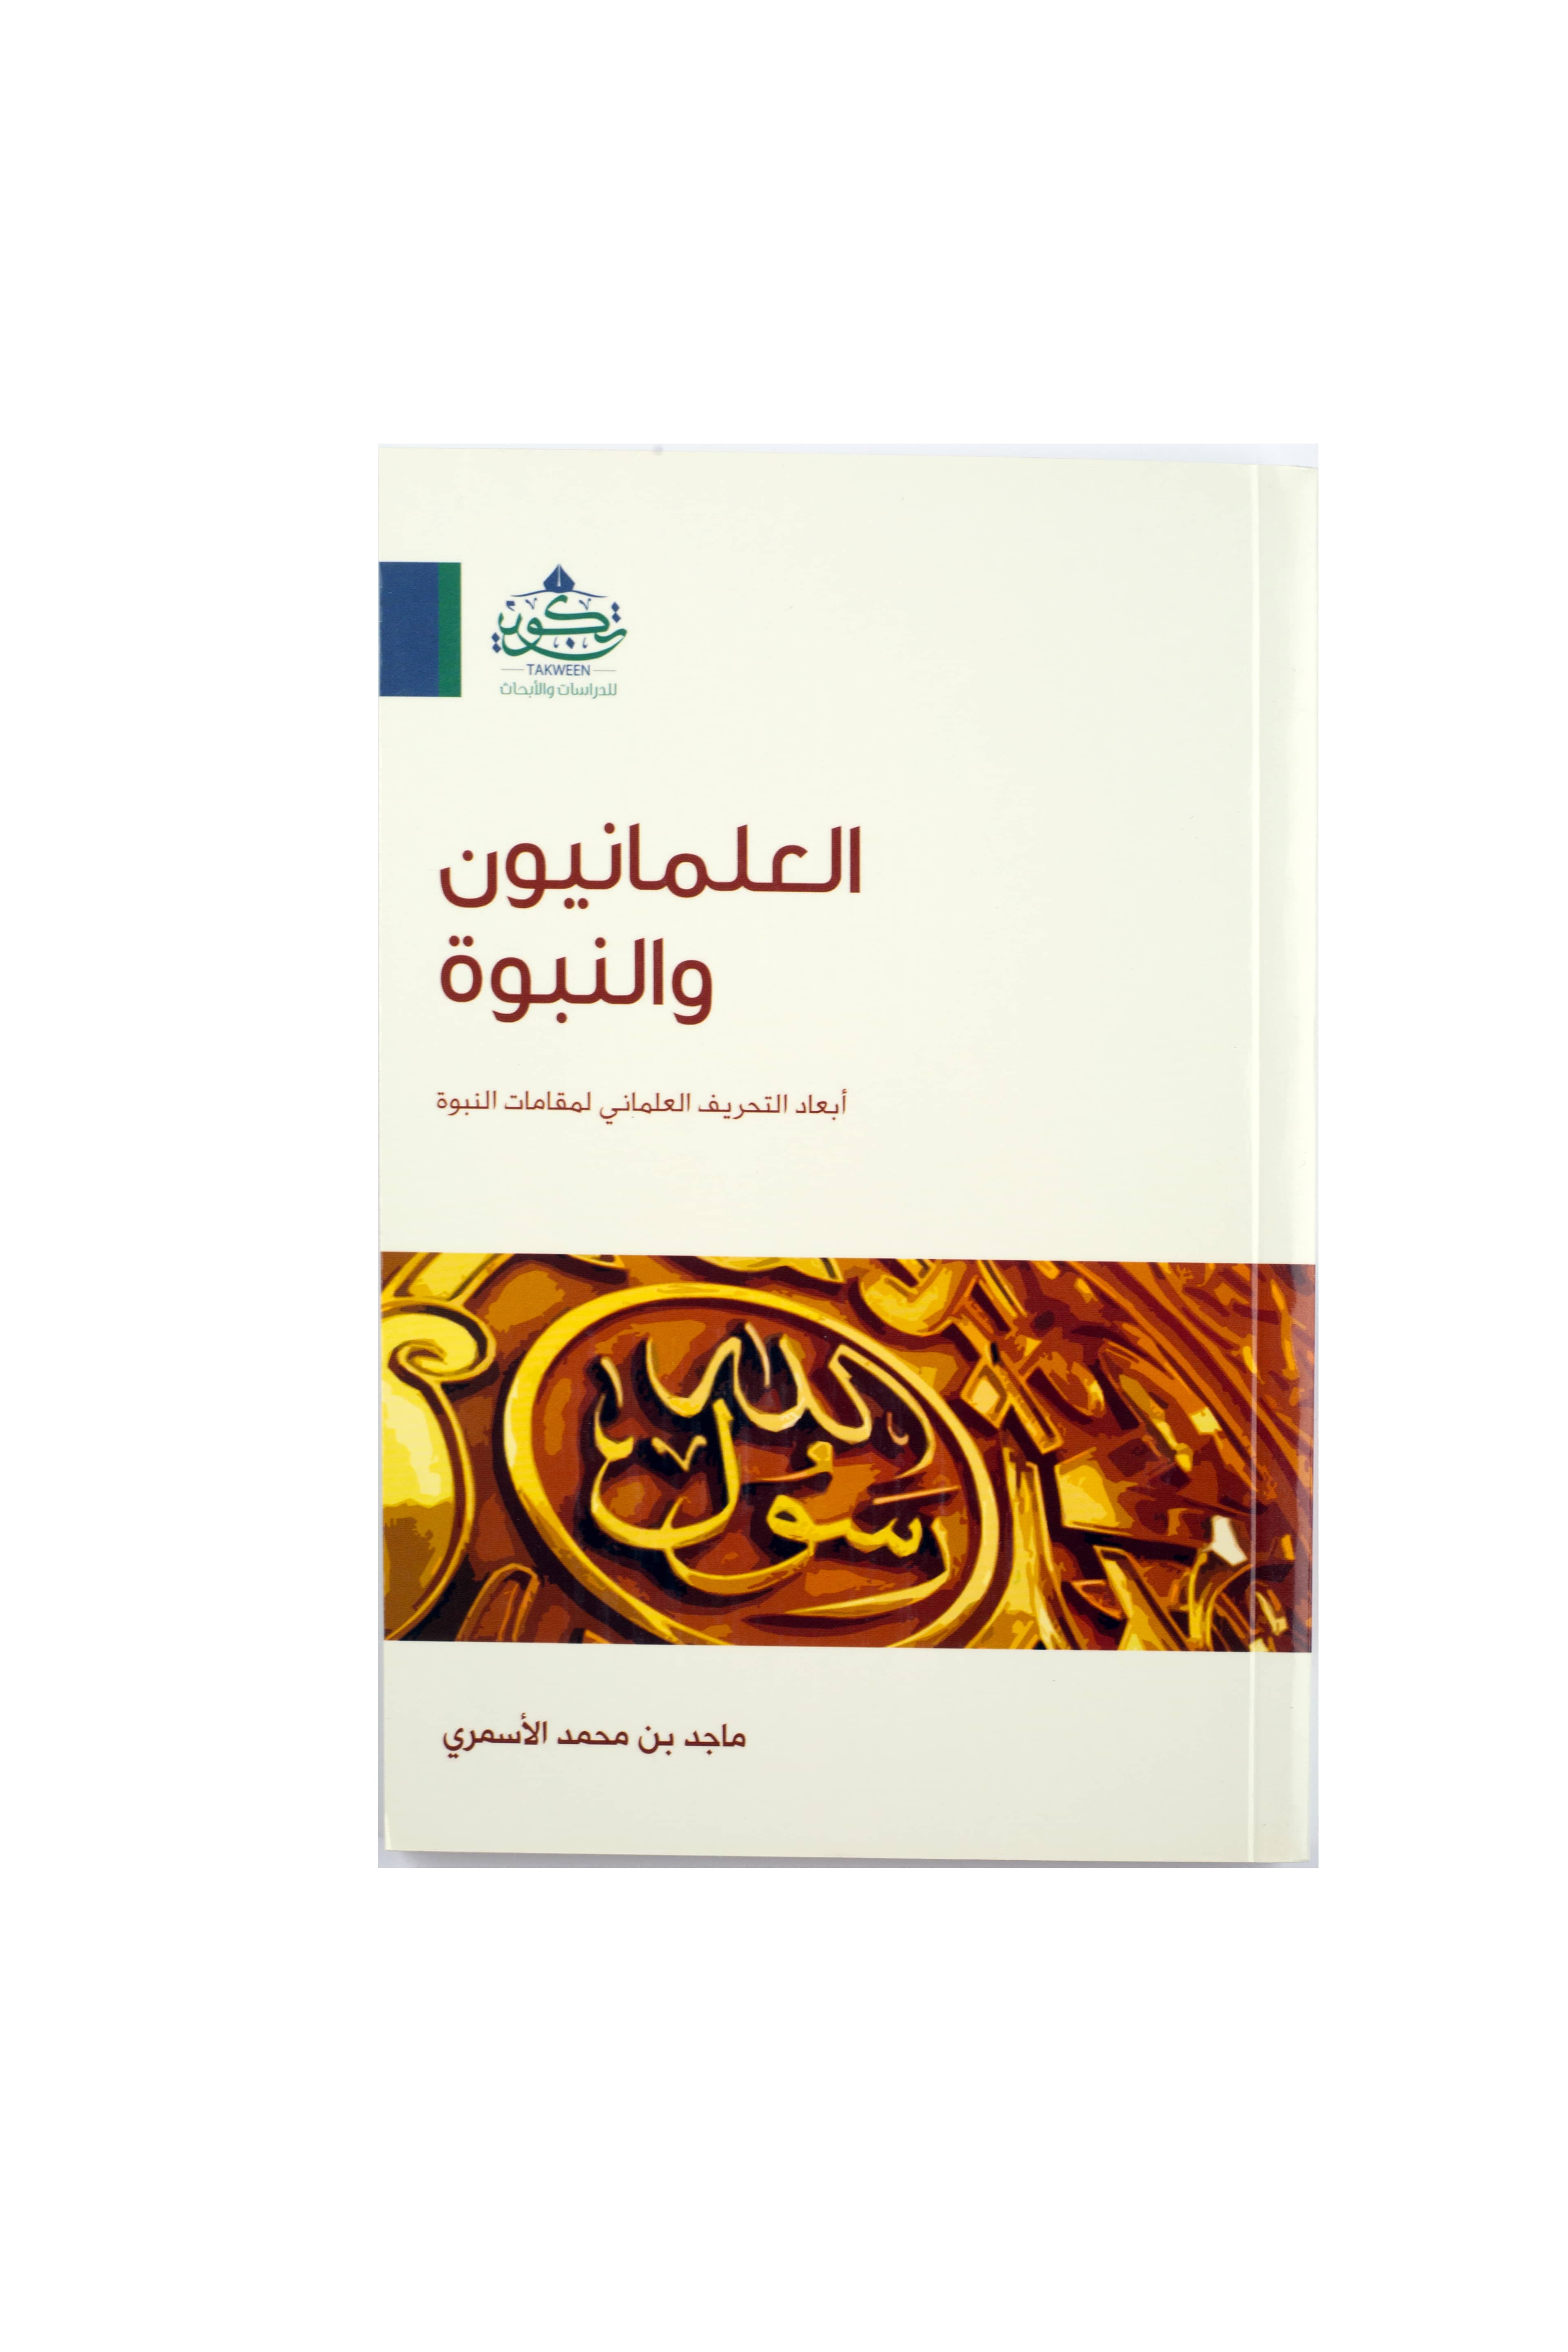 تكوين
TAKWEEN
للدراسات والأبحاث
العلمانيون
والنبوة
أبعاد التحريف العلماني لمقامات النبوة
الله
رسول
ماجد بن محمد الأسمري